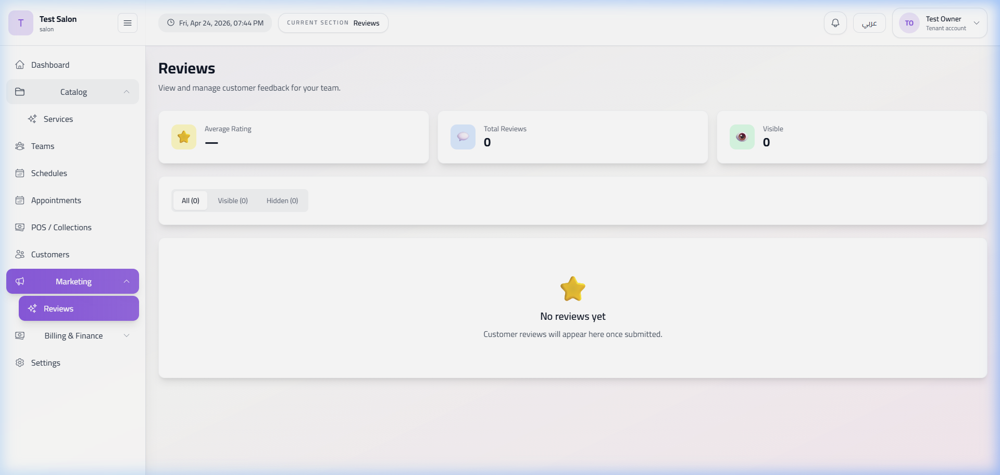 T
Test Salon
salon
Fri, Apr 24, 2026, 07:44 PM
CURRENT SECTION Reviews
عربي
TO
Test Owner
Tenant account
Dashboard
Catalog
Services
Teams
Schedules
Appointments
POS / Collections
Customers
Marketing
Reviews
Billing & Finance
Settings
Reviews
View and manage customer feedback for your team.
Average Rating
—
Total Reviews
0
Visible
0
All (0) Visible (0) Hidden (0)
No reviews yet
Customer reviews will appear here once submitted.